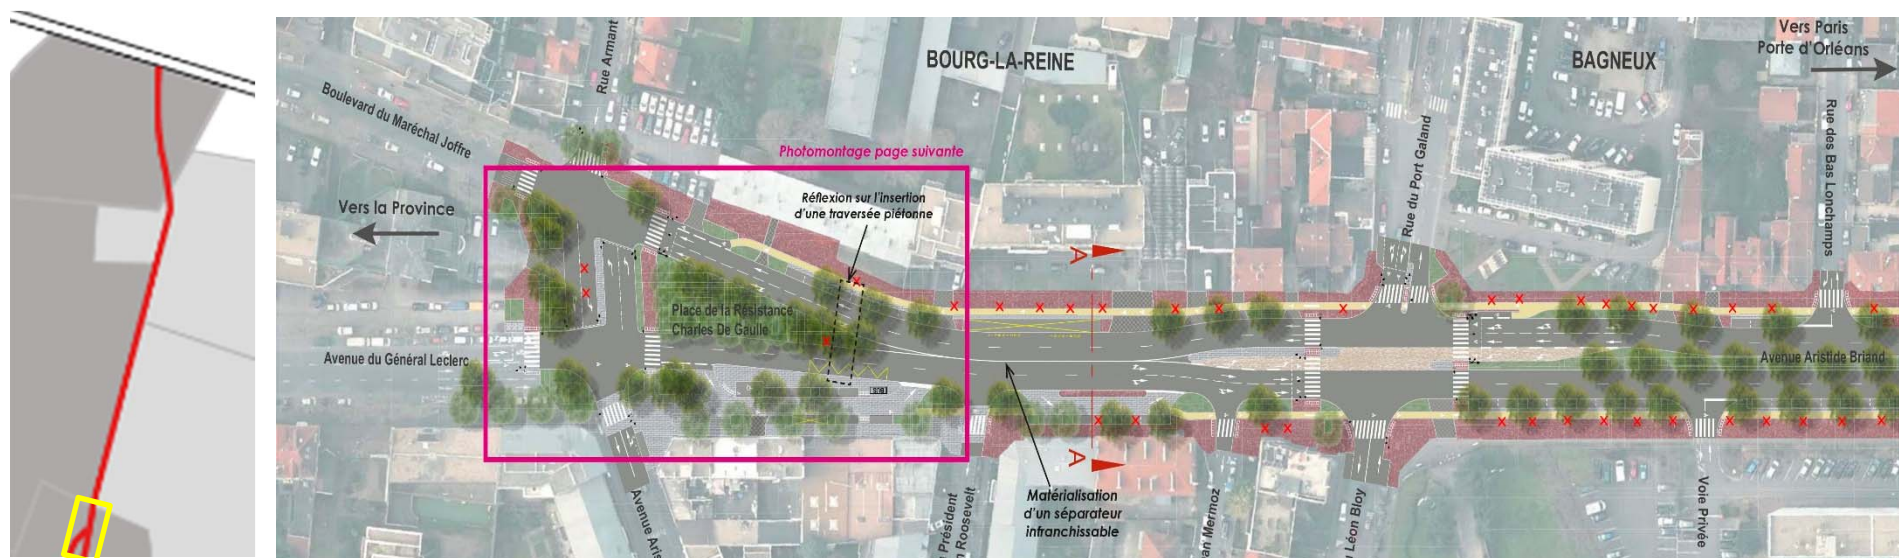 BOURG-LA-REINE
BAGNEUX
Vers Paris
Porte d'Orléans
Rue Armant
Boulevard du Maréchal Joffre
Photomontage page suivante
Réflexion sur l'insertion
d'une traversée piétonne
Vers la Province
Rue du Port Galand
Rue des Bas Lonchamps
A
Place de la Résistance
Charles De Gaulle
Avenue du Général Leclerc
Avenue Aristide Briand
A
Matérialisation
d'un séparateur
infranchissable
Avenue Aris
Président
Roosevelt
an Mermoz
Léon Bloy
Voie Privée